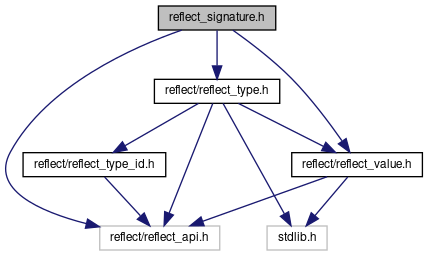 reflect_signature.h
reflect/reflect_type.h
reflect/reflect_type_id.h
reflect/reflect_value.h
reflect/reflect_api.h
stdlib.h